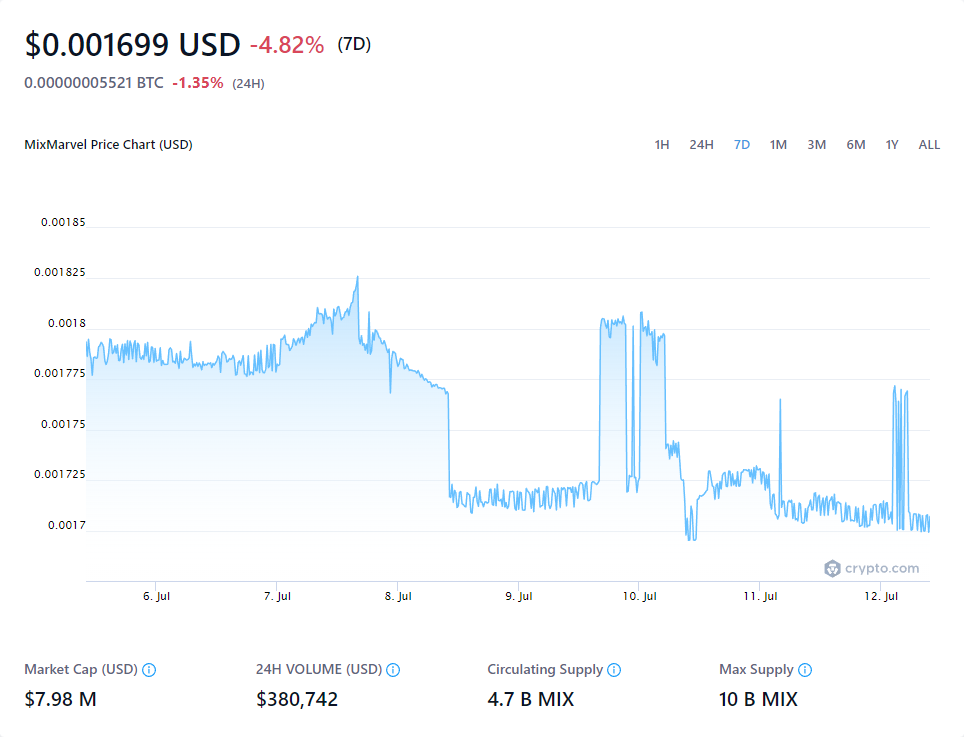 $0.001699 USD -4.82% (7D)
0.00000005521 BTC -1.35% (24H)
MixMarvel Price Chart (USD) 1H 24H 7D 1M 3M 6M 1Y ALL
0.00185
0.001825
0.0018
0.001775
0.00175
0.001725
0.0017
crypto.com
6. Jul 7. Jul 8. Jul 9. Jul 10. Jul 11. Jul 12. Jul
Market Cap (USD) 24H VOLUME (USD) Circulating Supply Max Supply
$7.98 M $380,742 4.7 B MIX 10 B MIX